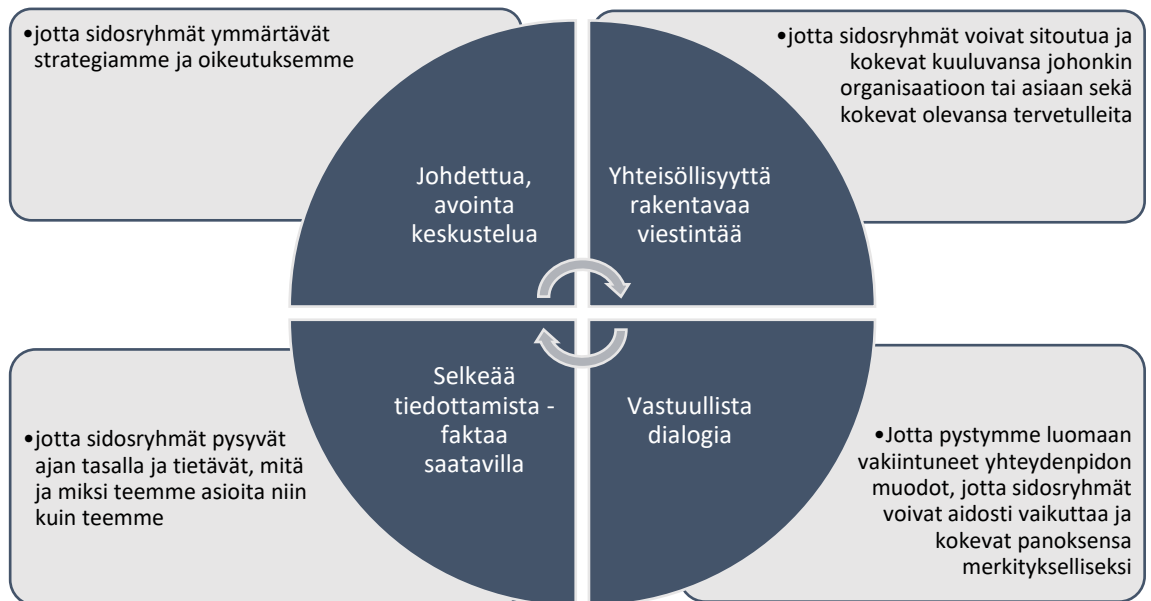 •jotta sidosryhmät ymmärtävät
strategiamme ja oikeutuksemme
•jotta sidosryhmät voivat sitoutua ja
kokevat kuuluvansa johonkin
organisaatioon tai asiaan sekä
kokevat olevansa tervetulleita
Johdettua,
avointa
keskustelua
Yhteisöllisyyttä
rakentavaa
viestintää
Selkeää
tiedottamista -
faktaa
saatavilla
Vastuullista
dialogia
•jotta sidosryhmät pysyvät
ajan tasalla ja tietävät, mitä
ja miksi teemme asioita niin
kuin teemme
•Jotta pystymme luomaan
vakiintuneet yhteydenpidon
muodot, jotta sidosryhmät
voivat aidosti vaikuttaa ja
kokevat panoksensa
merkitykselliseksi